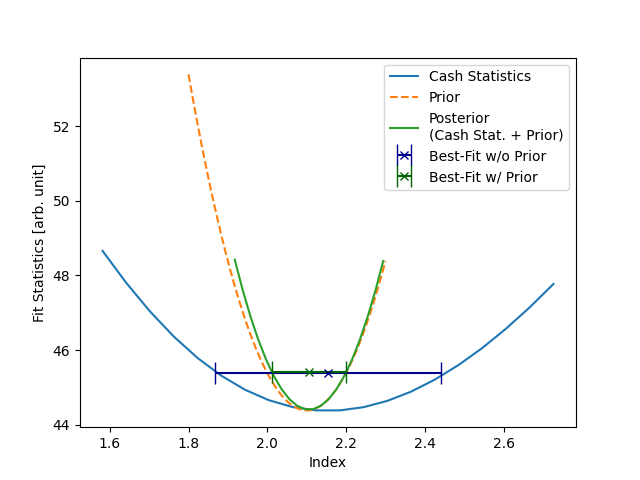 Cash Statistics
Prior
Posterior
(Cash Stat. + Prior)
Best-Fit w/o Prior
Best-Fit w/ Prior
Fit Statistics [arb. unit]
52
50
48
46
44
1.6 1.8 2.0 2.2 2.4 2.6
Index